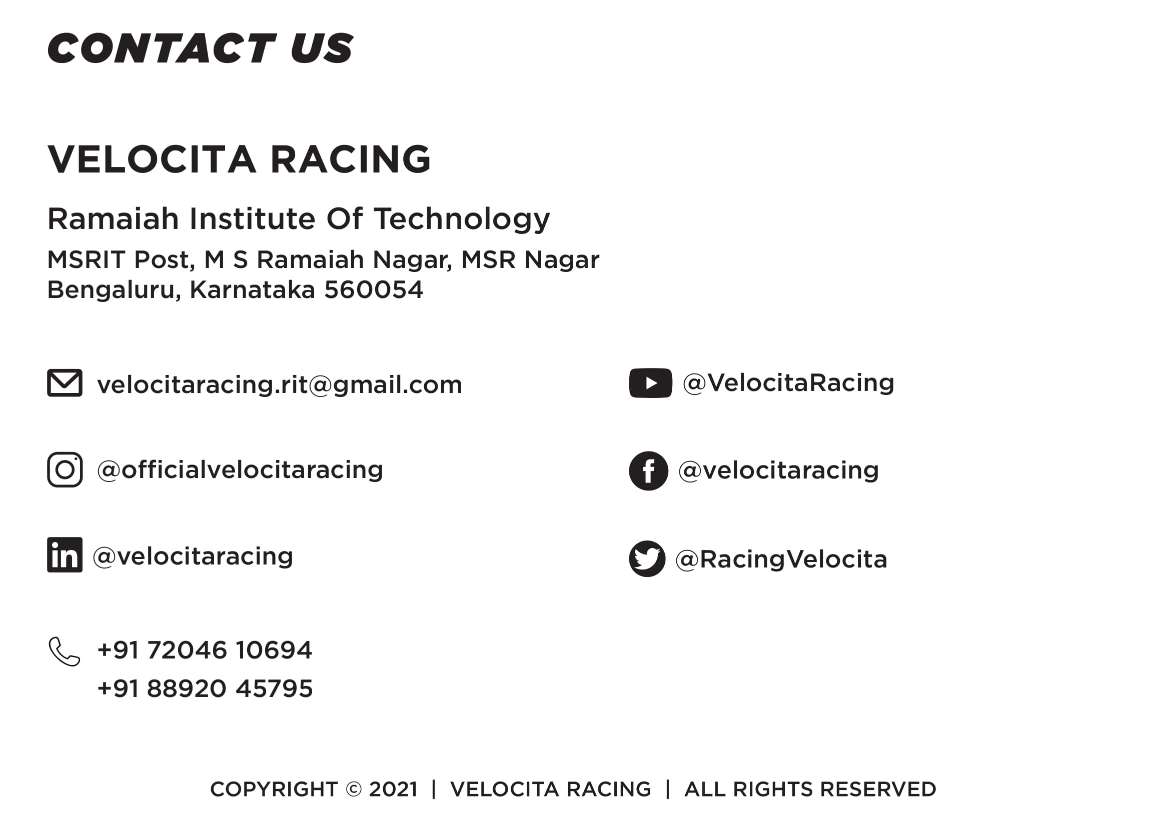 CONTACT US
VELOCITA RACING
Ramaiah Institute Of Technology
MSRIT Post, M S Ramaiah Nagar, MSR Nagar
Bengaluru, Karnataka 560054
velocitaracing.rit@gmail.com
@VelocitaRacing
@officialvelocitaracing
@velocitaracing
@velocitaracing
@RacingVelocita
+91 72046 10694
+91 88920 45795
COPYRIGHT © 2021 | VELOCITA RACING | ALL RIGHTS RESERVED